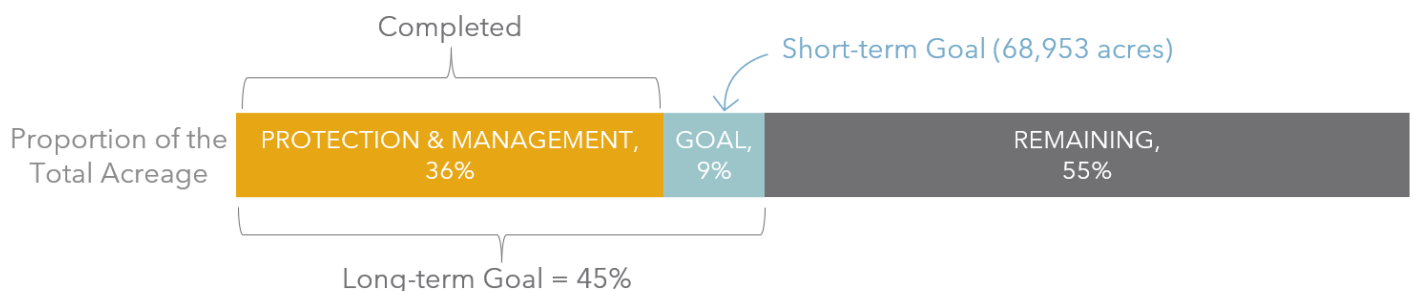 Completed
Short-term Goal (68,953 acres)
Proportion of the
Total Acreage
PROTECTION & MANAGEMENT,
36%
GOAL,
9%
REMAINING,
55%
Long-term Goal = 45%